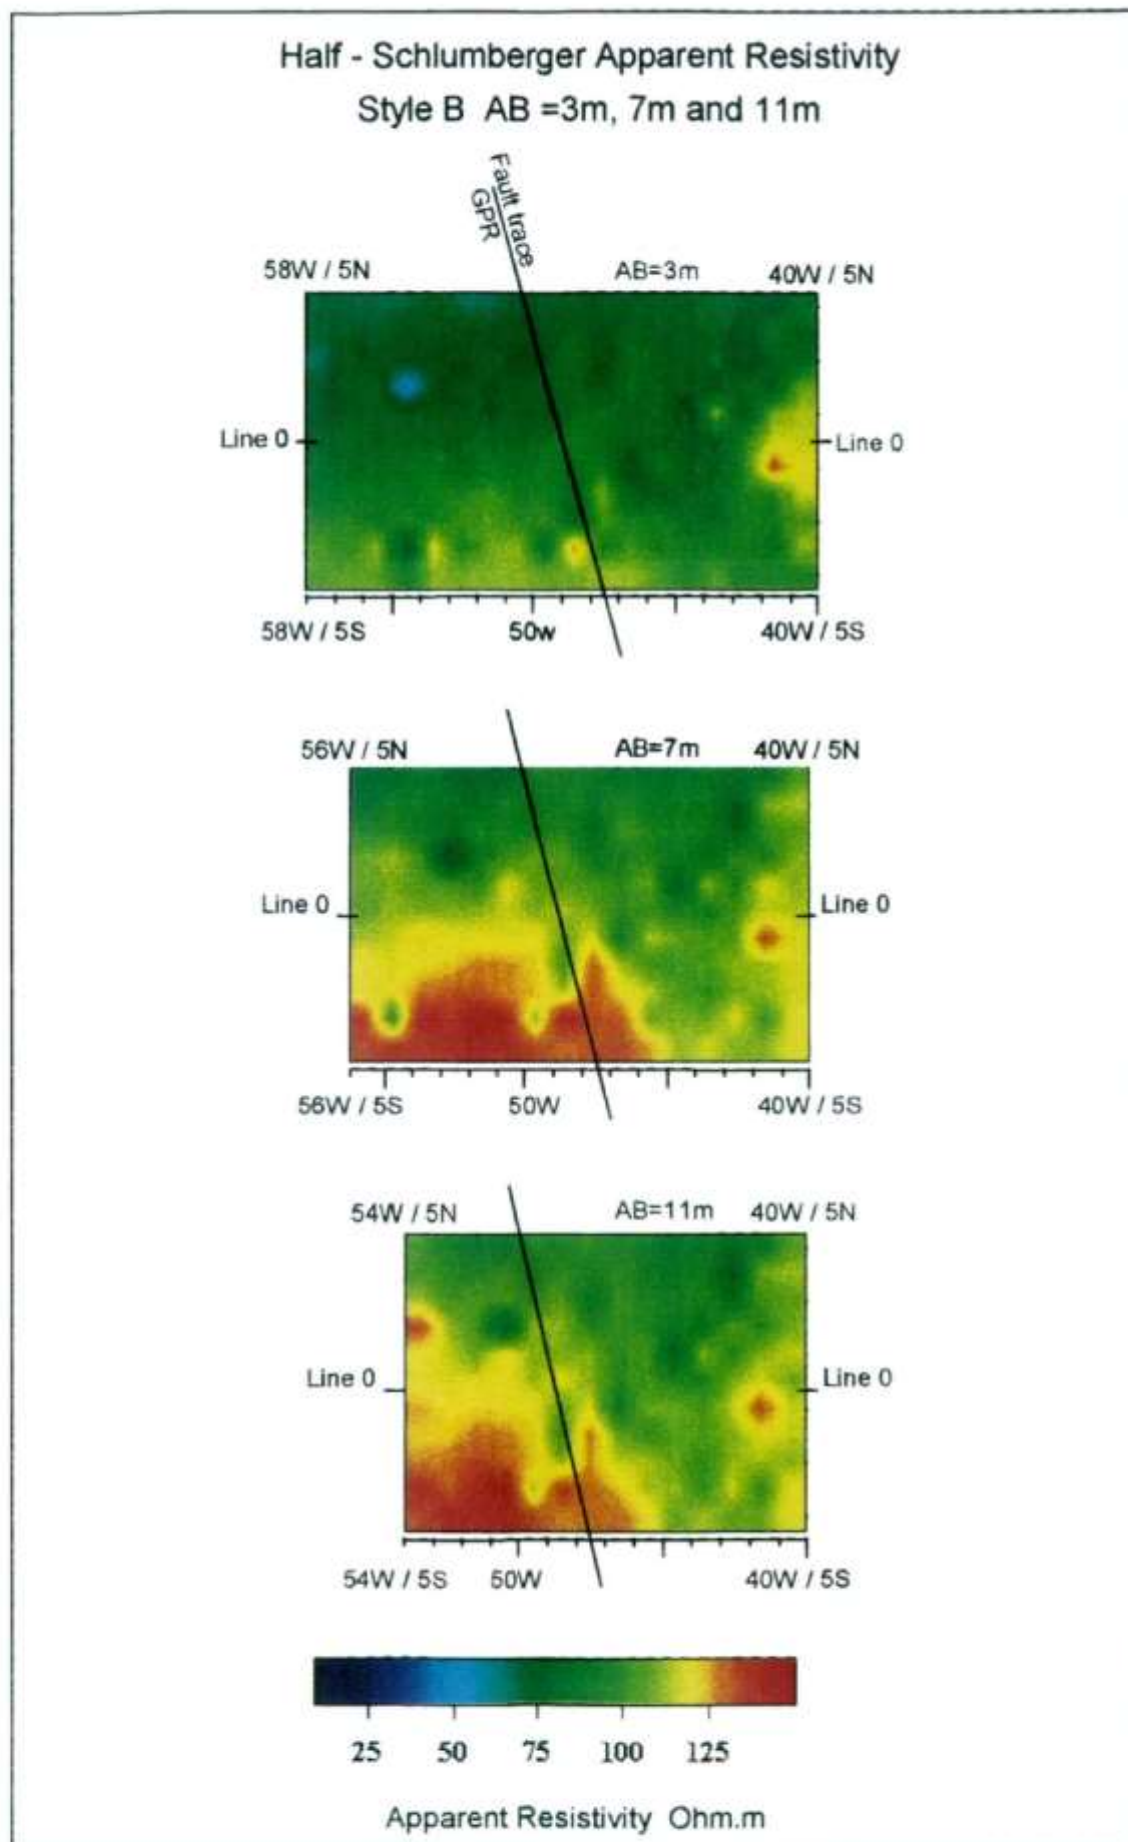 Half - Schlumberger Apparent Resistivity
Style B AB =3m, 7m and 11m
Fault trace
GPR
58W / 5N AB=3m 40W / 5N
Line 0 Line 0
58W / 5S 50w 40W / 5S
56W / 5N AB=7m 40W / 5N
Line 0 Line 0
56W / 5S 50W 40W / 5S
54W / 5N AB=11m 40W / 5N
Line 0 Line 0
54W / 5S 50W 40W / 5S
25 50 75 100 125
Apparent Resistivity Ohm.m